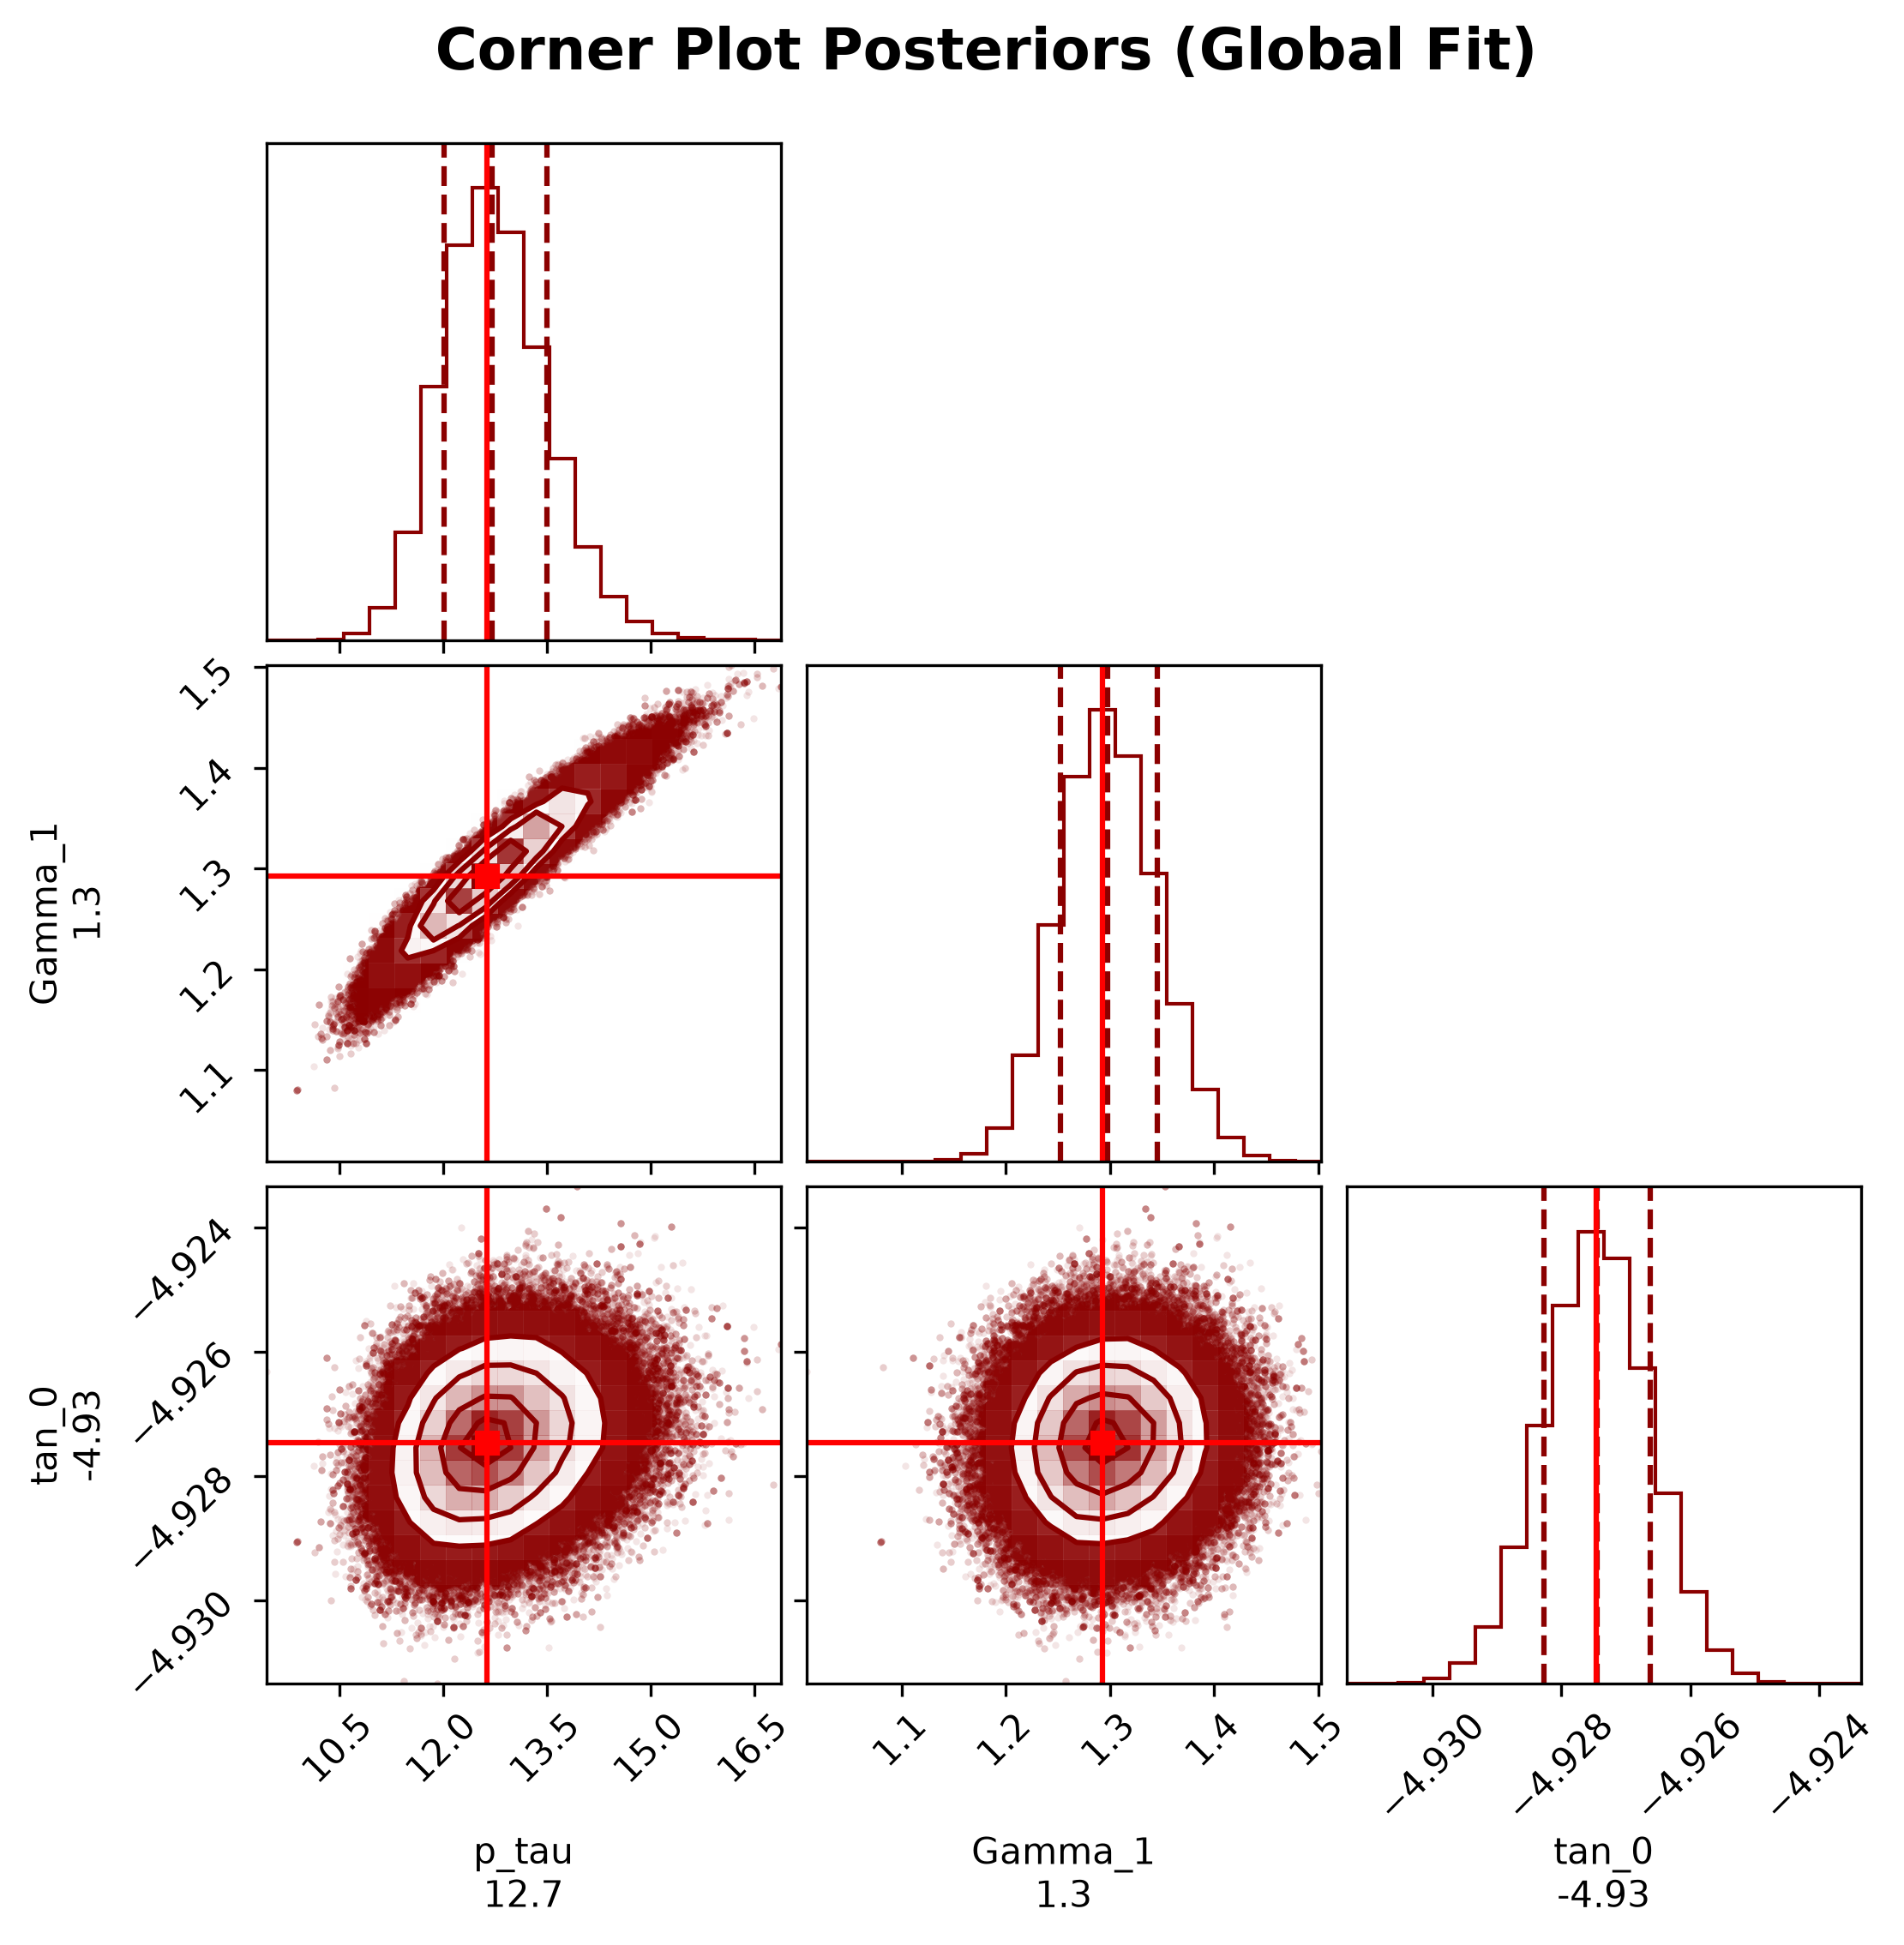 Corner Plot Posteriors (Global Fit)
1.5
1.4
1.3
1.2
1.1
Gamma_1
1.3
−4.924
−4.926
−4.928
−4.930
tan_0
-4.93
10.5 12.0 13.5 15.0 16.5
1.1 1.2 1.3 1.4 1.5
−4.930 −4.928 −4.926 −4.924
p_tau
12.7
Gamma_1
1.3
tan_0
-4.93